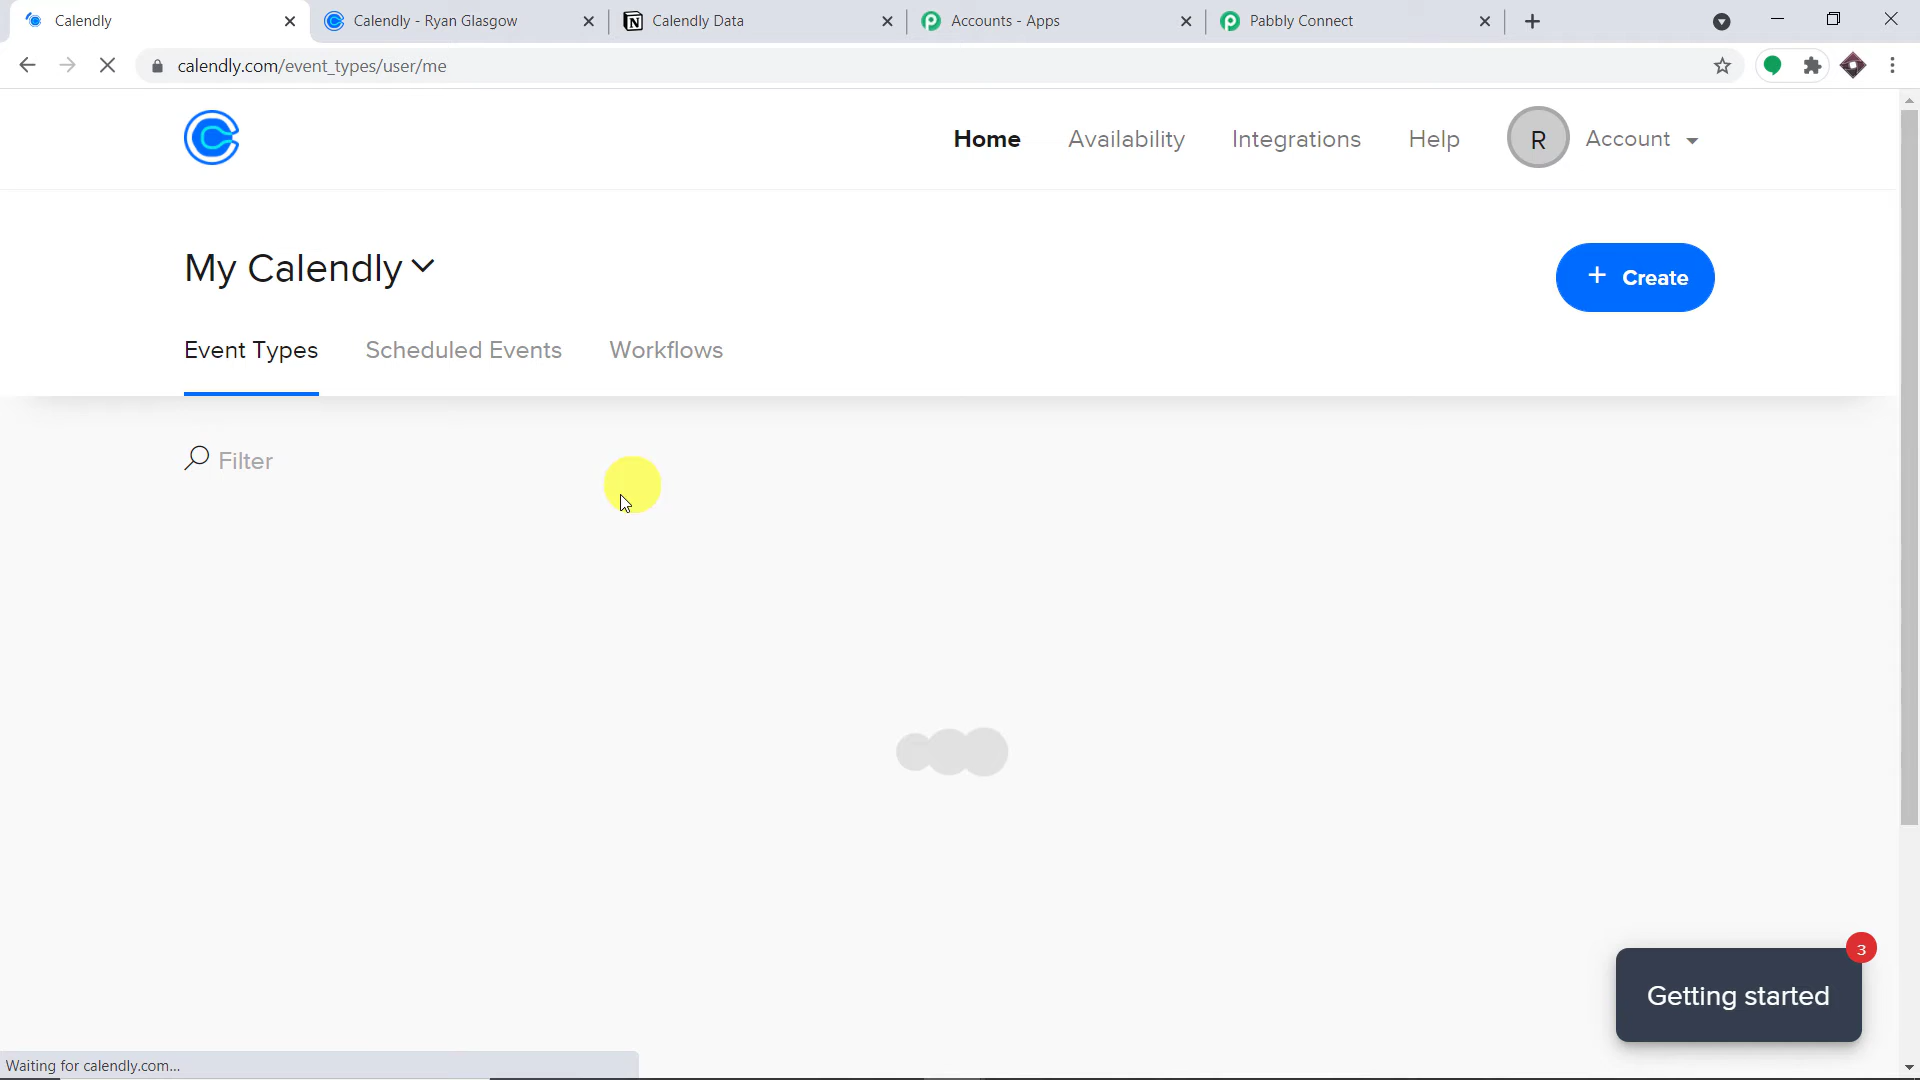 Calendly
Calendly - Ryan Glasgow
Calendly Data
Accounts - Apps
Pabbly Connect
calendly.com/event_types/user/me
Home
Availability
Integrations
Help
R
Account
My Calendly
+ Create
Event Types
Scheduled Events
Workflows
Filter
3
Getting started
Waiting for calendly.com...